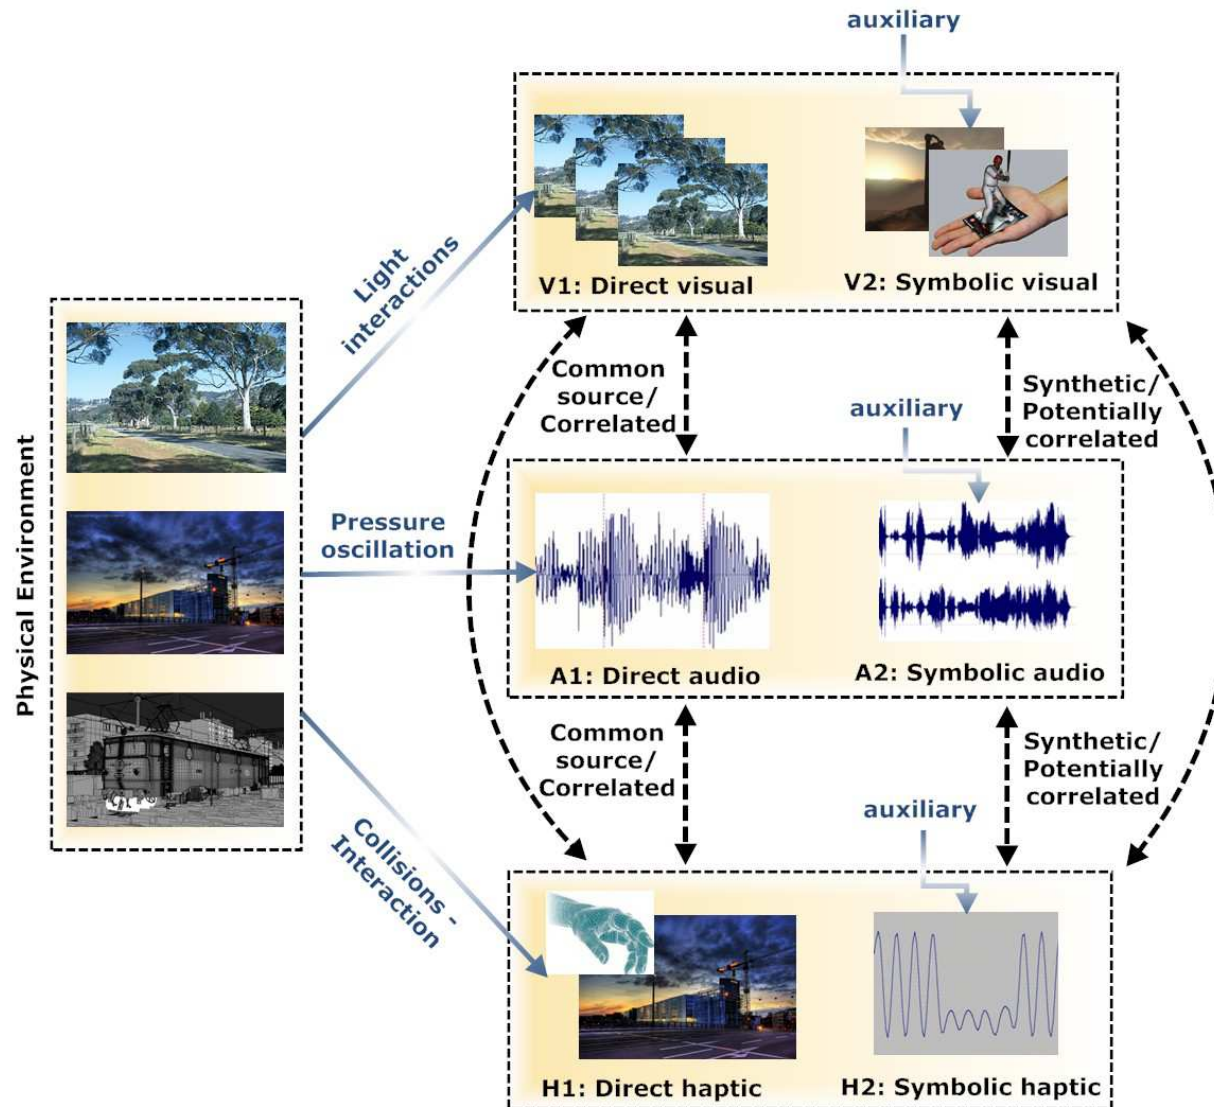 auxiliary
Light
interactions
V1: Direct visual
V2: Symbolic visual
Physical Environment
Common
source/
Correlated
Synthetic/
Potentially
correlated
auxiliary
Pressure
oscillation
A1: Direct audio
A2: Symbolic audio
Common
source/
Correlated
Synthetic/
Potentially
correlated
auxiliary
Collisions -
Interaction
H1: Direct haptic
H2: Symbolic haptic